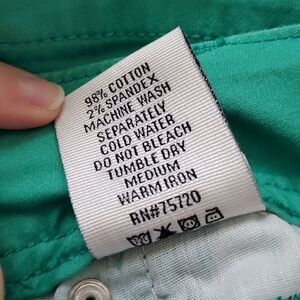 98% COTTON
2% SPANDEX
MACHINE WASH
SEPARATELY
COLD WATER
DO NOT BLEACH
TUMBLE DRY
MEDIUM
WARM IRON
RN#75720